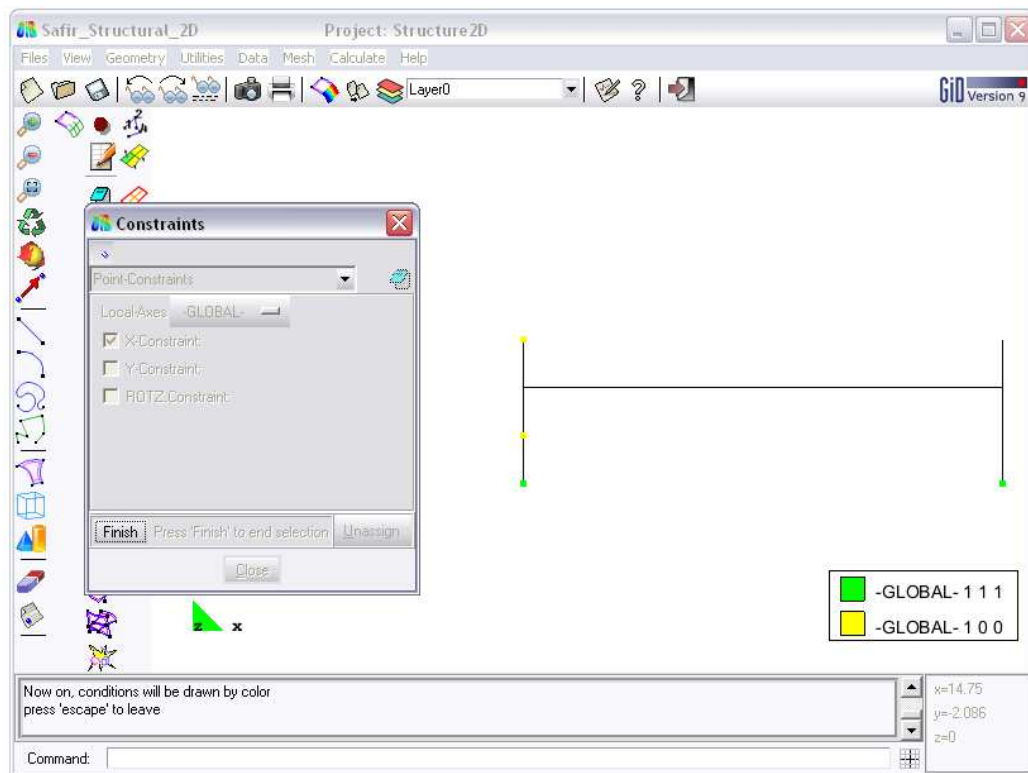 Safir_Structural_2D Project: Structure2D
Files View Geometry Utilities Data Mesh Calculate Help
Layer0
GiD Version 9
Constraints
Point-Constraints
Local-Axes -GLOBAL-
X-Constraint
Y-Constraint
ROTZ.Constraint
Finish Press 'Finish' to end selection Unassign
Close
-GLOBAL- 1 1 1
-GLOBAL- 1 0 0
z x
Now on, conditions will be drawn by color
press 'escape' to leave
x=14.75
y=-2.086
z=0
Command: